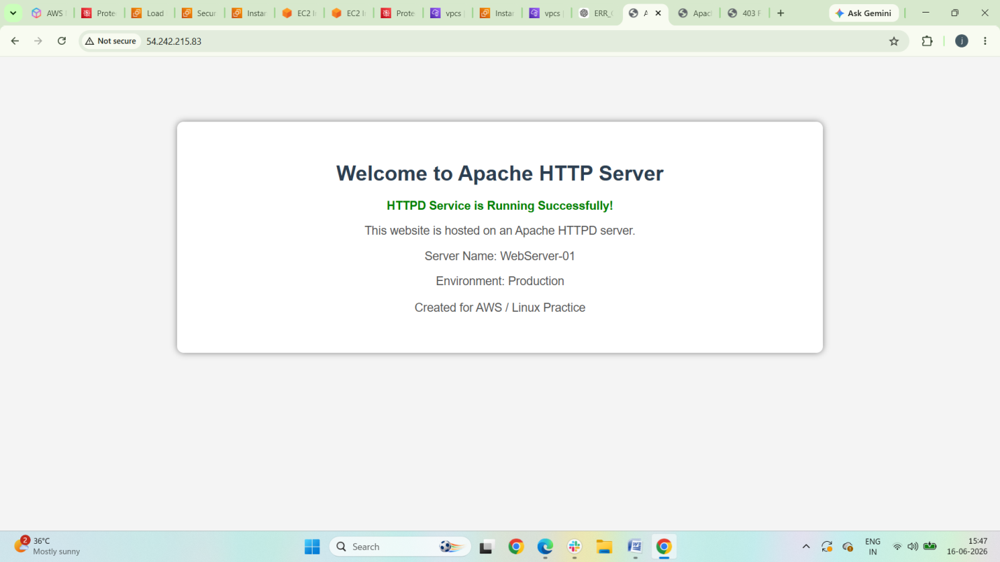 AWS
Prote
Load
Secur
Instar
EC2 I
EC2 I
Prote
vpcs
Instar
vpcs
ERR_
A
Apac
403 F
Ask Gemini
Not secure
54.242.215.83
j
Welcome to Apache HTTP Server
HTTPD Service is Running Successfully!
This website is hosted on an Apache HTTPD server.
Server Name: WebServer-01
Environment: Production
Created for AWS / Linux Practice
2
36°C
Mostly sunny
Search
ENG
IN
15:47
16-06-2026